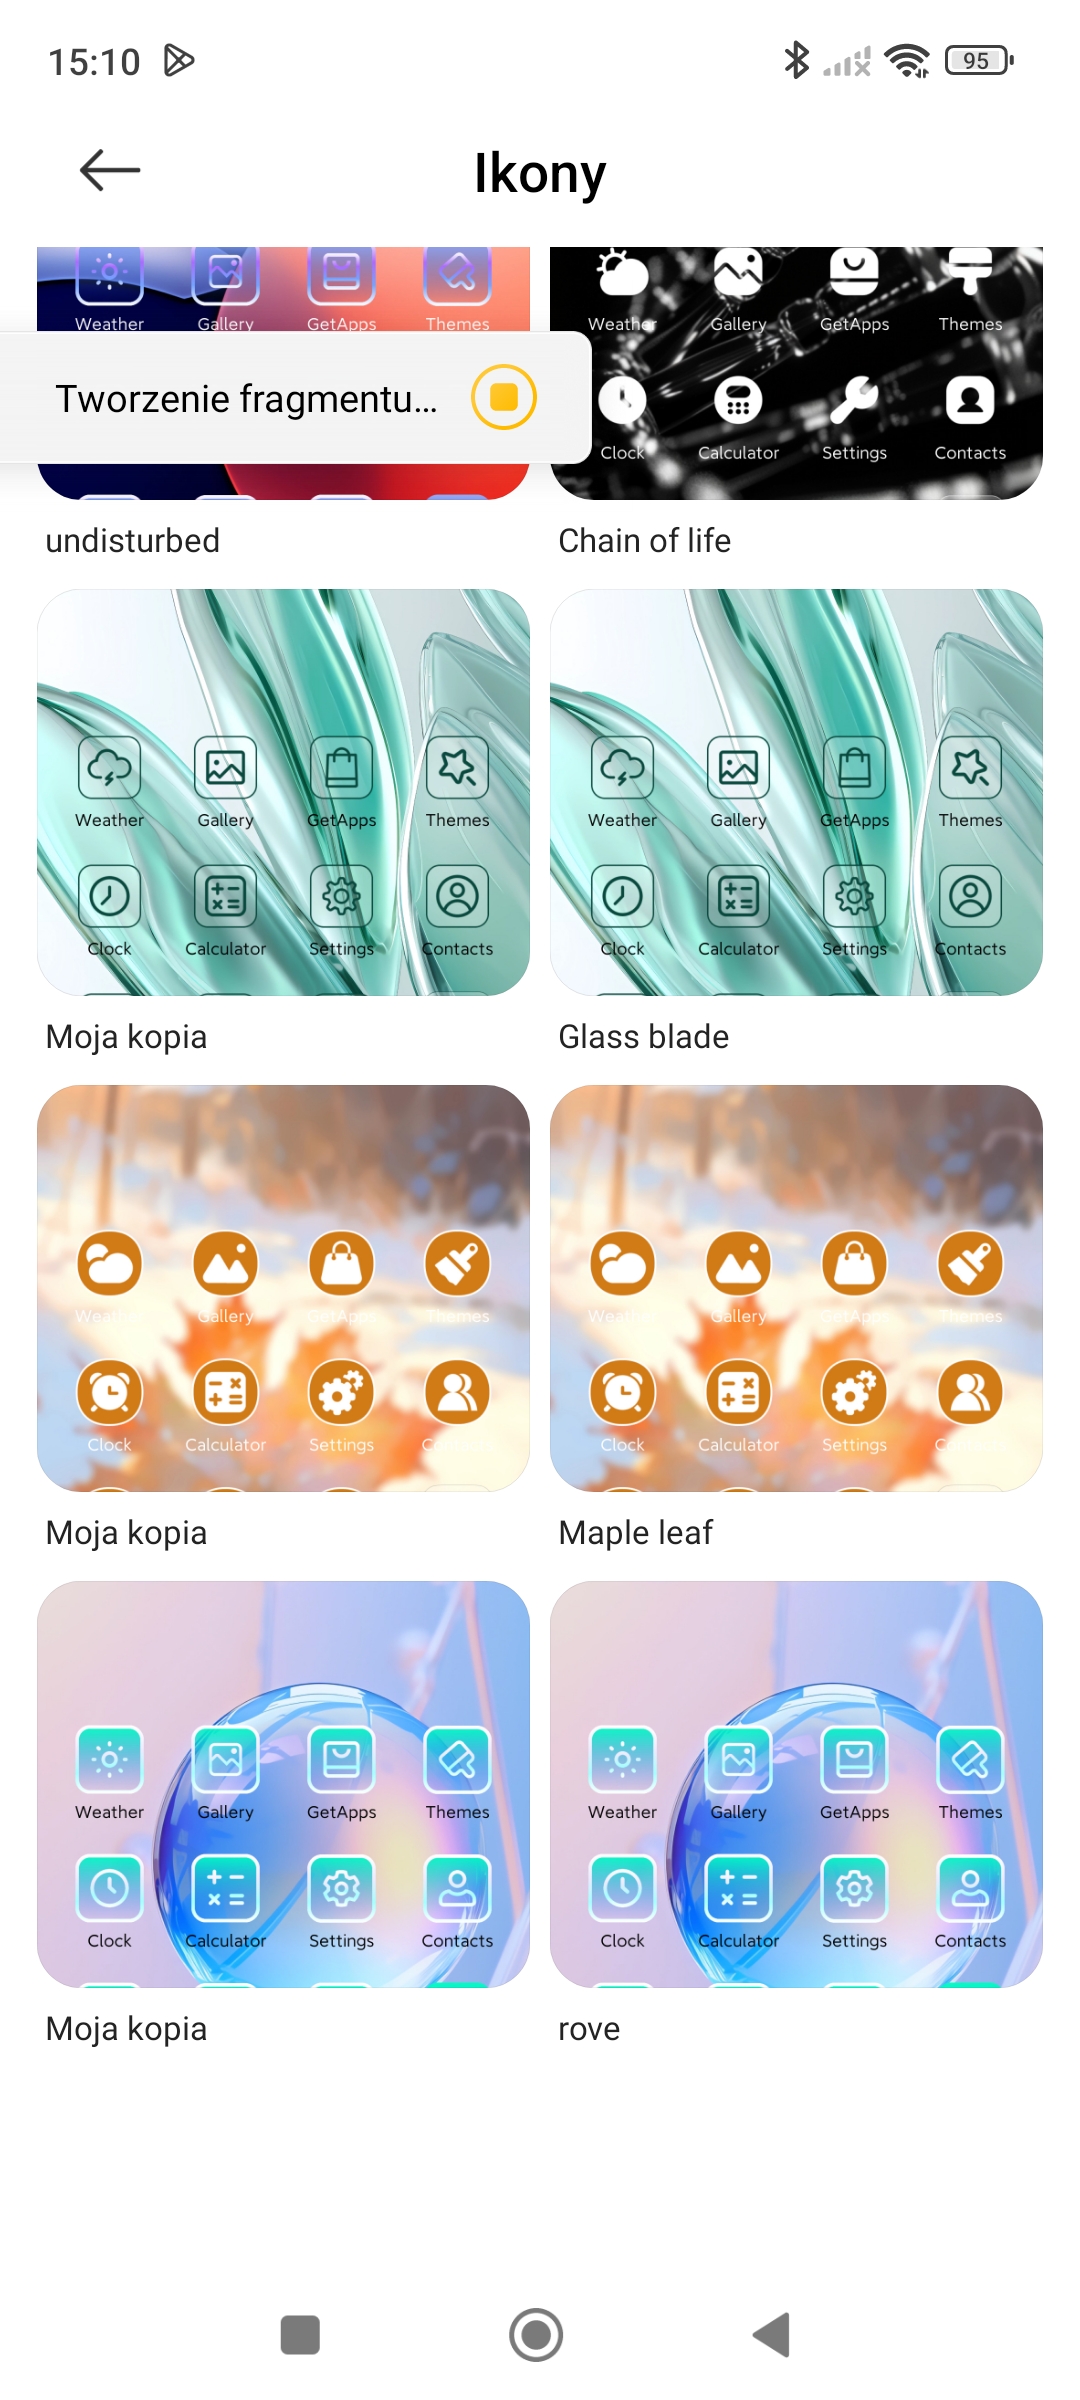 15:10
95
Ikony
Weather Gallery GetApps Themes
Weather Gallery GetApps Themes
Tworzenie fragmentu...
Clock Calculator Settings Contacts
undisturbed
Chain of life
Weather Gallery GetApps Themes
Clock Calculator Settings Contacts
Weather Gallery GetApps Themes
Clock Calculator Settings Contacts
Moja kopia
Glass blade
Weather Gallery GetApps Themes
Clock Calculator Settings Contacts
Weather Gallery GetApps Themes
Clock Calculator Settings Contacts
Moja kopia
Maple leaf
Weather Gallery GetApps Themes
Clock Calculator Settings Contacts
Weather Gallery GetApps Themes
Clock Calculator Settings Contacts
Moja kopia
rove